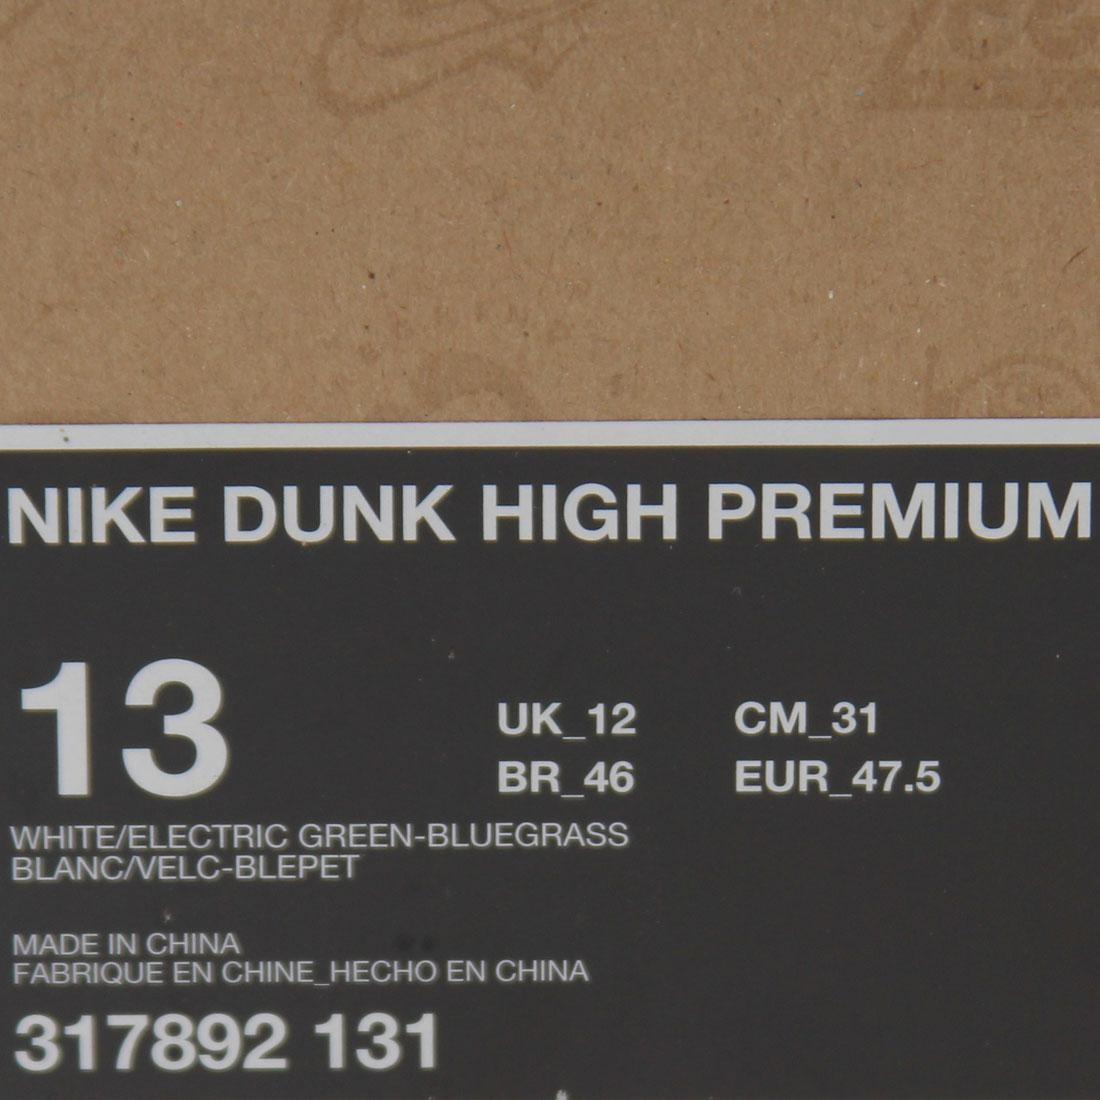 NIKE DUNK HIGH PREMIUM
13
UK_12 CM_31
BR_46 EUR_47.5
WHITE/ELECTRIC GREEN-BLUEGRASS
BLANC/VELC-BLEPET
MADE IN CHINA
FABRIQUE EN CHINE_HECHO EN CHINA
317892 131